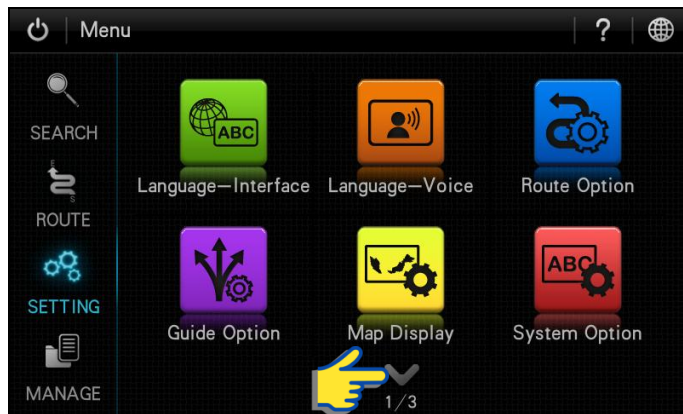 Menu
?
SEARCH
ABC
Language—Interface Language—Voice Route Option
ROUTE
ABC
SETTING
Guide Option Map Display System Option
MANAGE
1/3